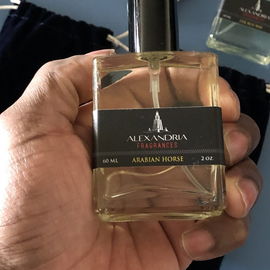 ALEXANDRIA
FRAGRANCES
60 ML ARABIAN HORSE 2 OZ